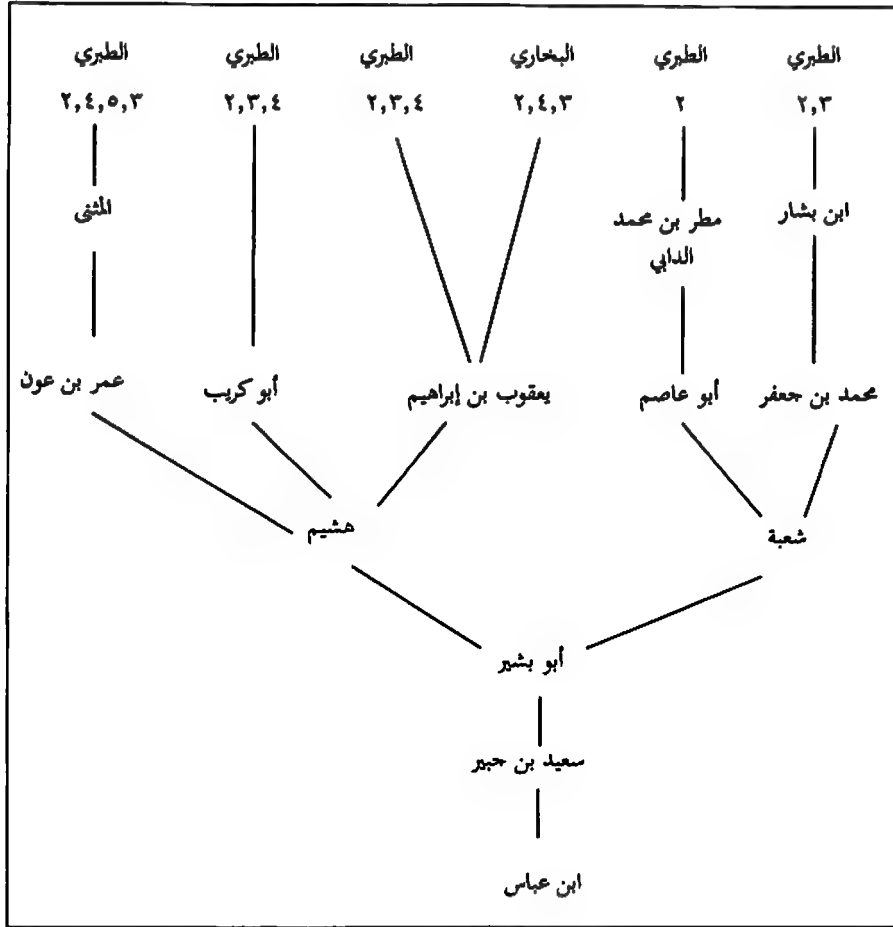 الطبري
الطبري
البخاري
الطبري
الطبري
الطبري
٢,٣
٢
٢,٤,٣
٢,٣,٤
٢,٣,٤
٢,٤,٥,٣
ابن بشار
مطر بن محمد
الدابي
المثنى
محمد بن جعفر
أبو عاصم
يعقوب بن إبراهيم
أبو كريب
عمر بن عون
شعبة
هشيم
أبو بشير
سعيد بن جبير
ابن عباس